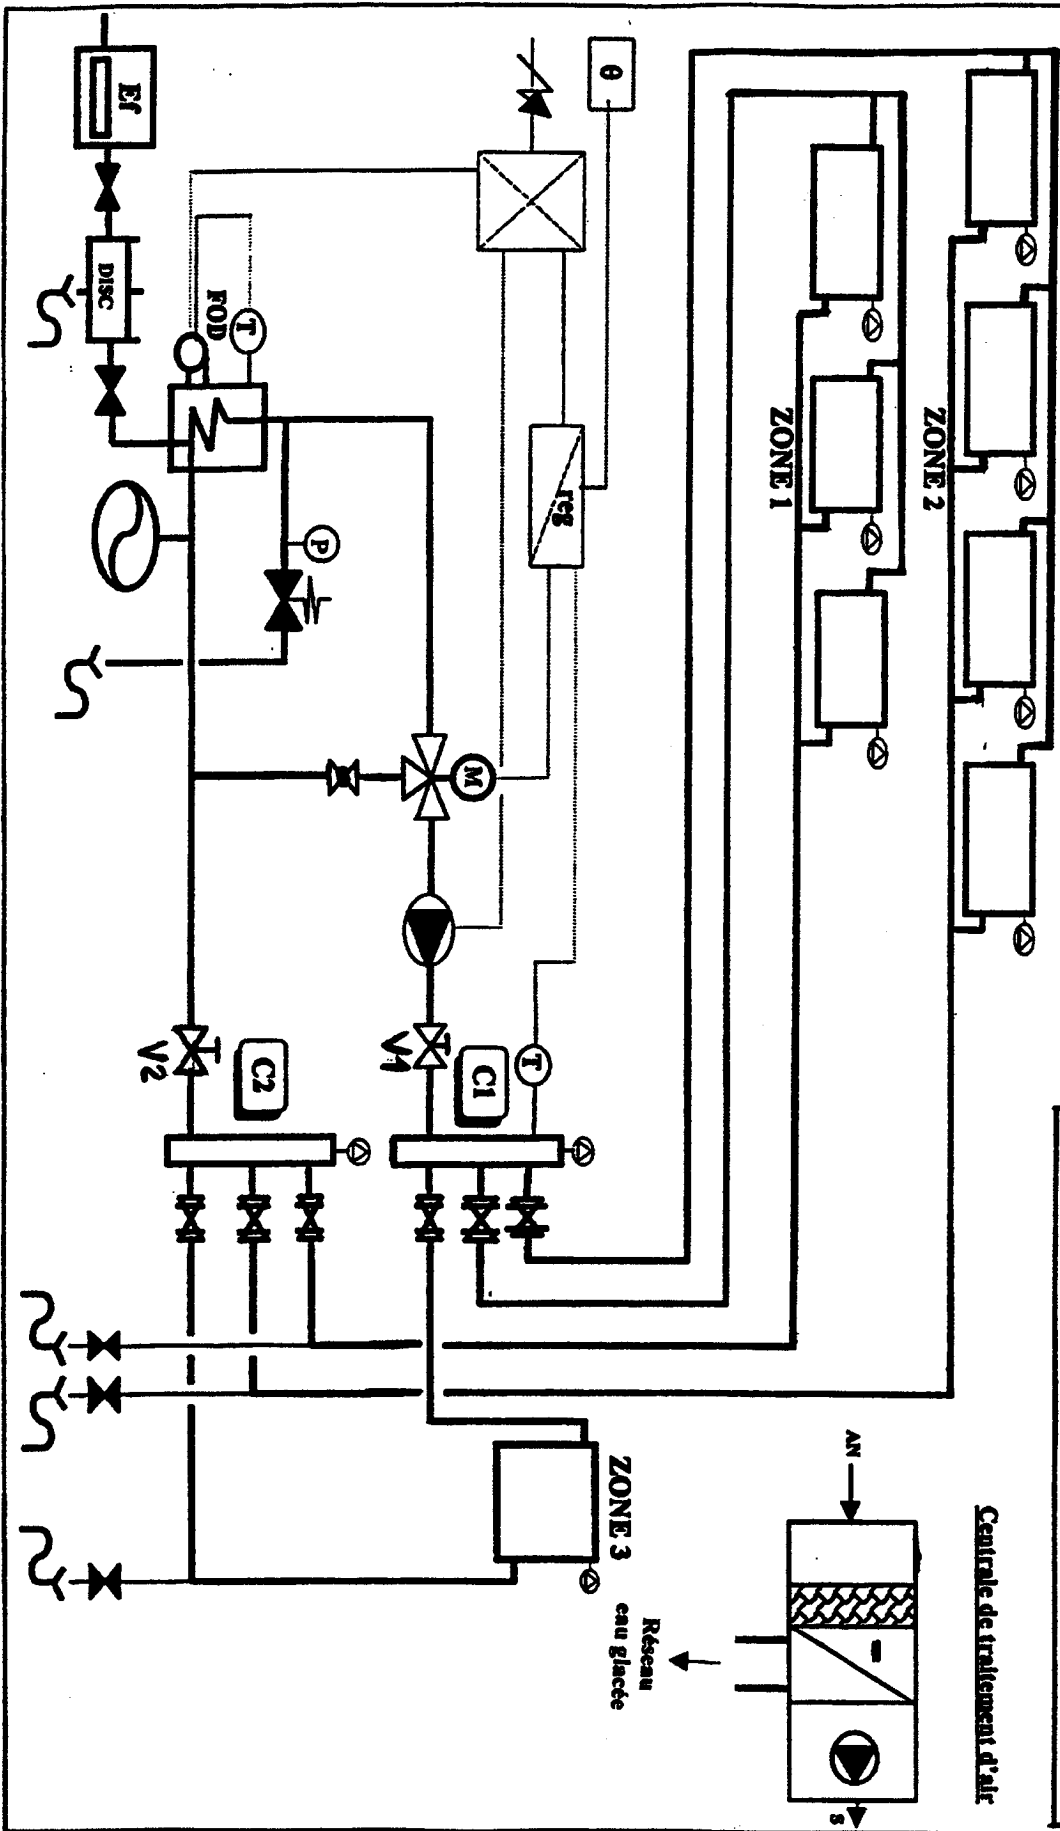 Ef
DISC
FOD
T
P
θ
reg
M
ZONE 1
ZONE 2
V1
V2
C1
C2
T
ZONE 3
Centrale de traitement d'air
AN
S
Réseau
eau glacée